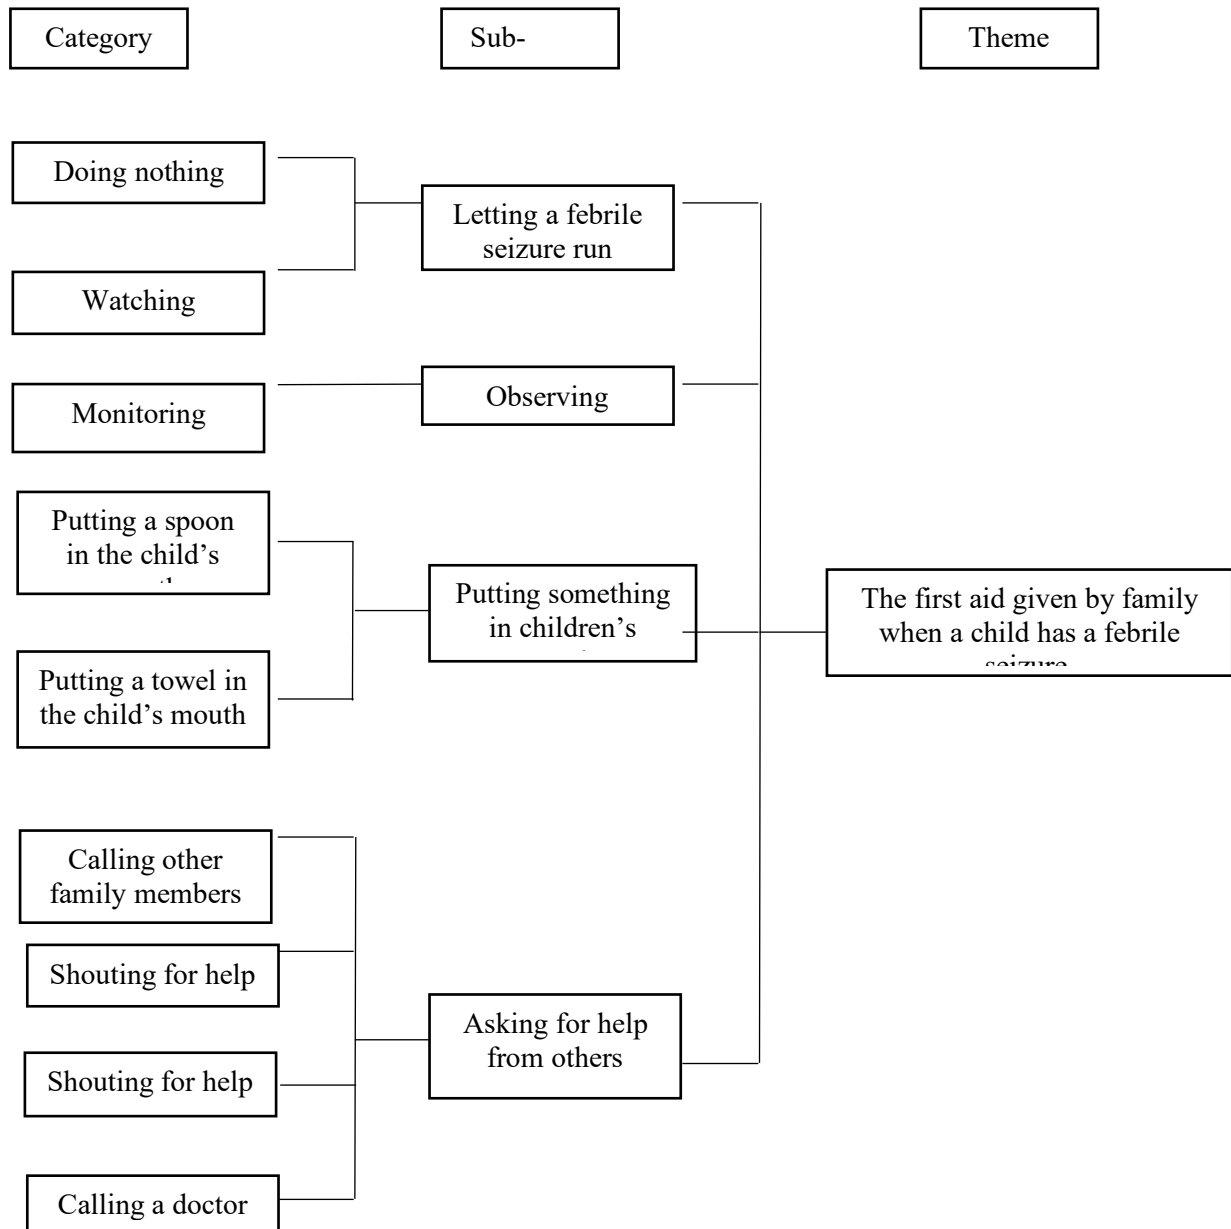 Category
Sub-
Theme
Doing nothing
Watching
Monitoring
Putting a spoon
in the child’s
Putting a towel in
the child’s mouth
Calling other
family members
Shouting for help
Shouting for help
Calling a doctor
Letting a febrile
seizure run
Observing
Putting something
in children’s
Asking for help
from others
The first aid given by family
when a child has a febrile
seizure